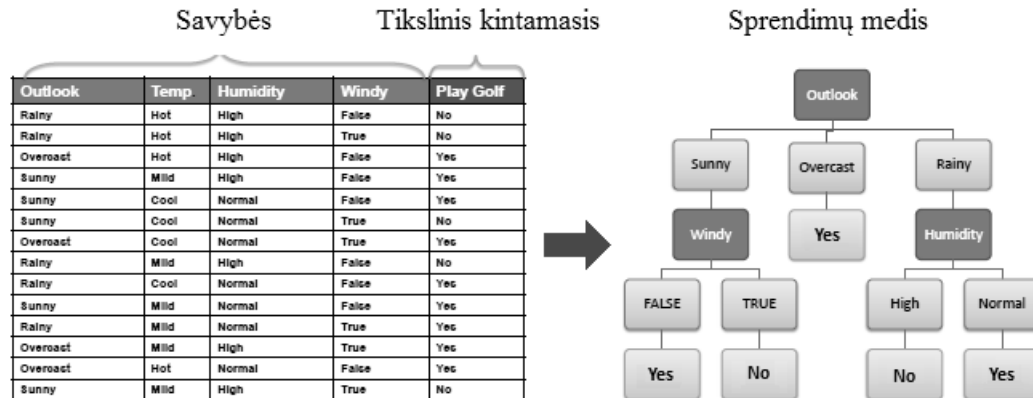 Savybės Tikslinis kintamasis Sprendimų medis
Outlook Temp. Humidity Windy Play Golf
Rainy Hot High False No
Rainy Hot High True No
Overcast Hot High False Yes
Sunny Mild High False Yes
Sunny Cool Normal False Yes
Sunny Cool Normal True No
Overcast Cool Normal True Yes
Rainy Mild High False No
Rainy Cool Normal False Yes
Sunny Mild Normal False Yes
Rainy Mild Normal True Yes
Overcast Mild High True Yes
Overcast Hot Normal False Yes
Sunny Mild High True No
Outlook
Sunny Overcast Rainy
Windy Yes Humidity
FALSE TRUE High Normal
Yes No No Yes